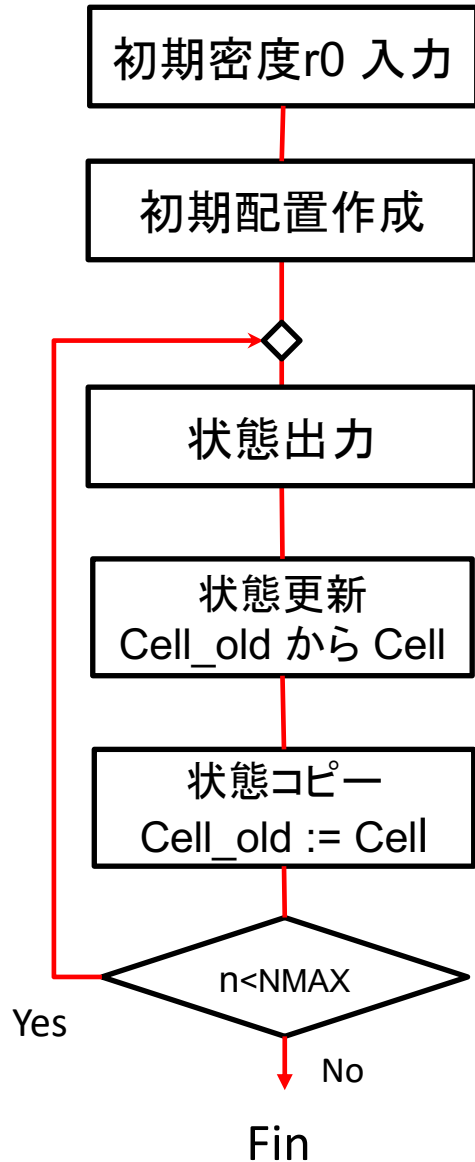 初期密度r0 入力
初期配置作成
状態出力
状態更新
Cell_old から Cell
状態コピー
Cell_old := Cell
n<NMAX
Yes
No
Fin